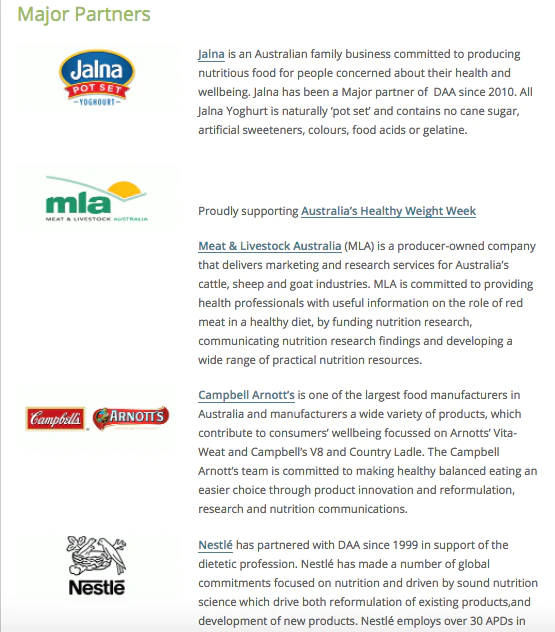 Major Partners
Jalna
POT SET
YOGHOURT
Jalna is an Australian family business committed to producing
nutritious food for people concerned about their health and
wellbeing. Jalna has been a Major partner of DAA since 2010. All
Jalna Yoghurt is naturally ‘pot set’ and contains no cane sugar,
artificial sweeteners, colours, food acids or gelatine.
mla
MEAT & LIVESTOCK AUSTRALIA
Proudly supporting Australia’s Healthy Weight Week
Meat & Livestock Australia (MLA) is a producer-owned company
that delivers marketing and research services for Australia’s
cattle, sheep and goat industries. MLA is committed to providing
health professionals with useful information on the role of red
meat in a healthy diet, by funding nutrition research,
communicating nutrition research findings and developing a
wide range of practical nutrition resources.
Campbell's ARNOTT'S
Campbell Arnott’s is one of the largest food manufacturers in
Australia and manufacturers a wide variety of products, which
contribute to consumers’ wellbeing focussed on Arnotts’ Vita-
Weat and Campbell’s V8 and Country Ladle. The Campbell
Arnott’s team is committed to making healthy balanced eating an
easier choice through product innovation and reformulation,
research and nutrition communications.
Nestlé
Nestlé has partnered with DAA since 1999 in support of the
dietetic profession. Nestlé has made a number of global
commitments focused on nutrition and driven by sound nutrition
science which drive both reformulation of existing products,and
development of new products. Nestlé employs over 30 APDs in